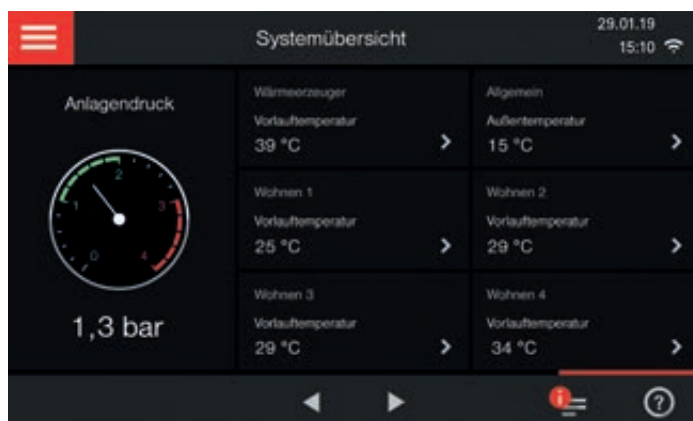 Systemübersicht
29.01.19
15:10
Anlagendruck
0
1
2
3
4
1,3 bar
Wärmeerzeuger
Vorlauftemperatur
39 °C
Allgemein
Außentemperatur
15 °C
Wohnen 1
Vorlauftemperatur
25 °C
Wohnen 2
Vorlauftemperatur
29 °C
Wohnen 3
Vorlauftemperatur
29 °C
Wohnen 4
Vorlauftemperatur
34 °C
i
?